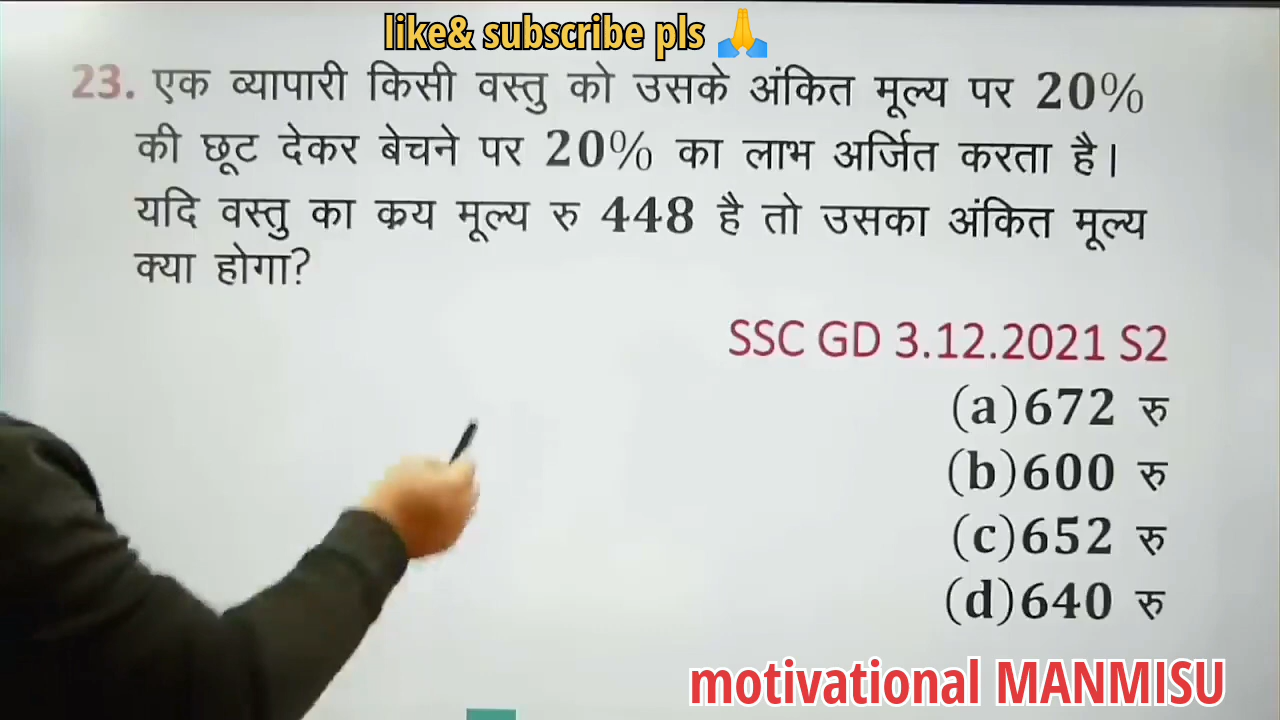 like& subscribe pls 🙏
23. एक व्यापारी किसी वस्तु को उसके अंकित मूल्य पर 20%
की छूट देकर बेचने पर 20% का लाभ अर्जित करता है।
यदि वस्तु का क्रय मूल्य रु 448 है तो उसका अंकित मूल्य
क्या होगा?
SSC GD 3.12.2021 S2
(a)672 रु
(b)600 रु
(c)652 रु
(d)640 रु
motivational MANMISU